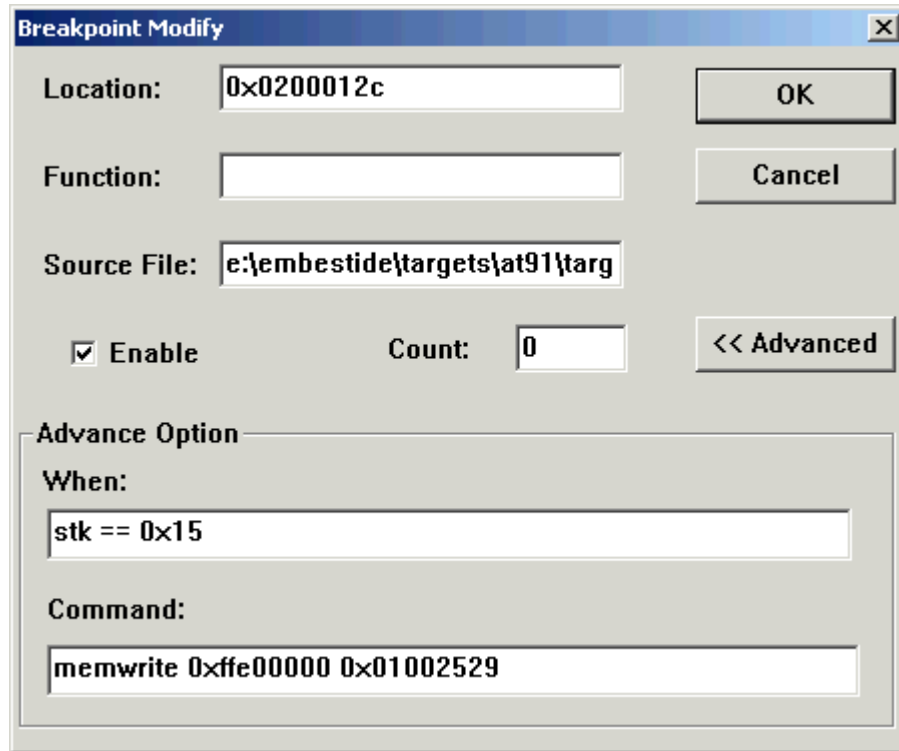 Breakpoint Modify
Location: 0x0200012c OK
Function: Cancel
Source File: e:\embestide\targets\at91\targ
Enable Count: 0 << Advanced
Advance Option
When:
stk == 0x15
Command:
memwrite 0xffe00000 0x01002529